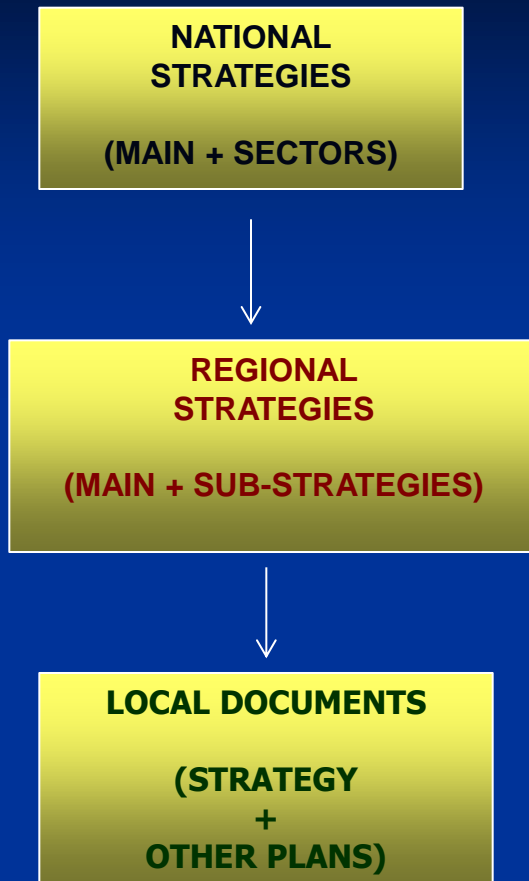 NATIONAL
STRATEGIES
(MAIN + SECTORS)
REGIONAL
STRATEGIES
(MAIN + SUB-STRATEGIES)
LOCAL DOCUMENTS
(STRATEGY
+
OTHER PLANS)